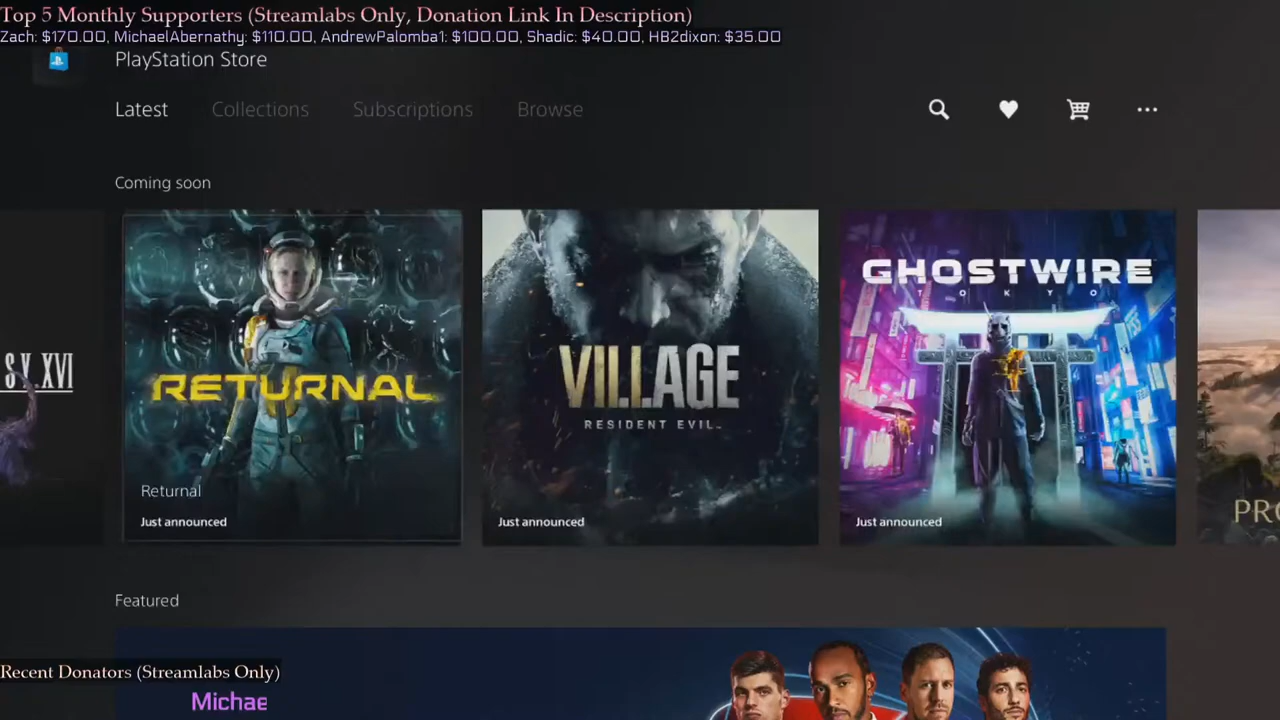 Top 5 Monthly Supporters (Streamlabs Only, Donation Link In Description)
Zach: $170.00, MichaelAbernathy: $110.00, AndrewPalomba1: $100.00, Shadic: $40.00, HB2dixon: $35.00
PlayStation Store
Latest Collections Subscriptions Browse
Coming soon
GHOSTWIRE
TOKYO
XVI
RETURNAL
VILLAGE
RESIDENT EVIL
Returnal
Just announced
Just announced
Just announced
Featured
Recent Donators (Streamlabs Only)
Michae